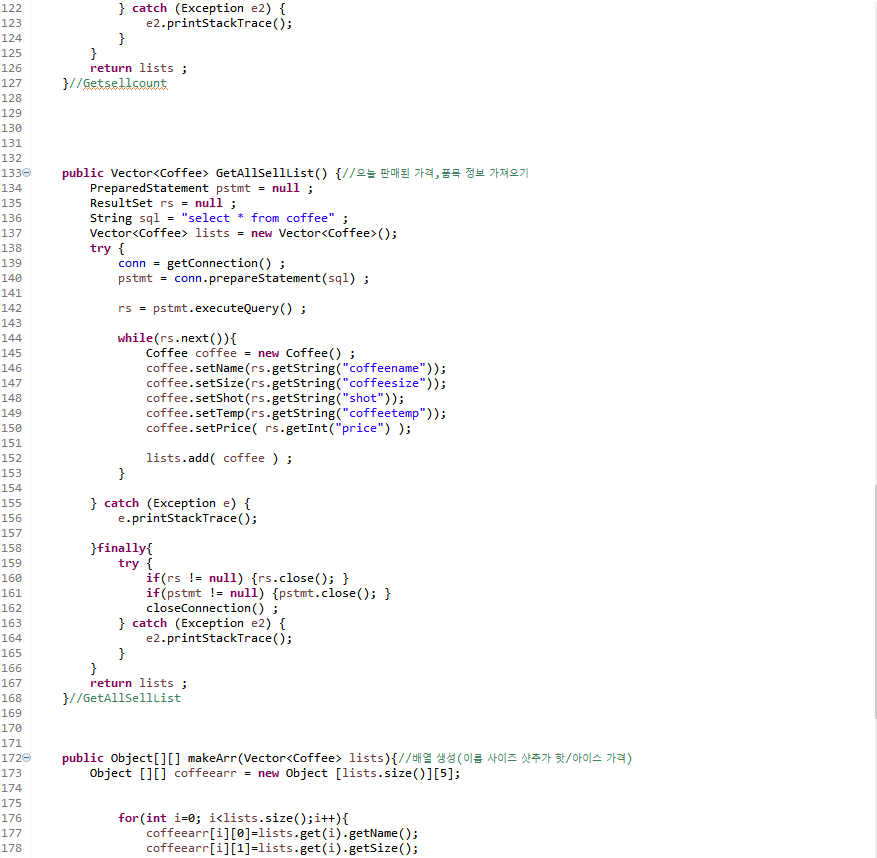 122 } catch (Exception e2) {
123 e2.printStackTrace();
124 }
125 }
126 return lists ;
127 }//Getsellcount
128
129
130
131
132
133 public Vector<Coffee> GetAllSellList() {//오늘 판매된 가격,품목 정보 가져오기
134 PreparedStatement pstmt = null ;
135 ResultSet rs = null ;
136 String sql = "select * from coffee" ;
137 Vector<Coffee> lists = new Vector<Coffee>();
138 try {
139 conn = getConnection() ;
140 pstmt = conn.prepareStatement(sql) ;
141
142 rs = pstmt.executeQuery() ;
143
144 while(rs.next()){
145 Coffee coffee = new Coffee() ;
146 coffee.setName(rs.getString("coffeename"));
147 coffee.setSize(rs.getString("coffeesize"));
148 coffee.setShot(rs.getString("shot"));
149 coffee.setTemp(rs.getString("coffeetemp"));
150 coffee.setPrice( rs.getInt("price") );
151
152 lists.add( coffee ) ;
153 }
154
155 } catch (Exception e) {
156 e.printStackTrace();
157
158 }finally{
159 try {
160 if(rs != null) {rs.close(); }
161 if(pstmt != null) {pstmt.close(); }
162 closeConnection() ;
163 } catch (Exception e2) {
164 e2.printStackTrace();
165 }
166 }
167 return lists ;
168 }//GetAllSellList
169
170
171
172 public Object[][] makeArr(Vector<Coffee> lists){//배열 생성(이름 사이즈 샷추가 핫/아이스 가격)
173 Object [][] coffeearr = new Object [lists.size()][5];
174
175
176 for(int i=0; i<lists.size();i++){
177 coffeearr[i][0]=lists.get(i).getName();
178 coffeearr[i][1]=lists.get(i).getSize();